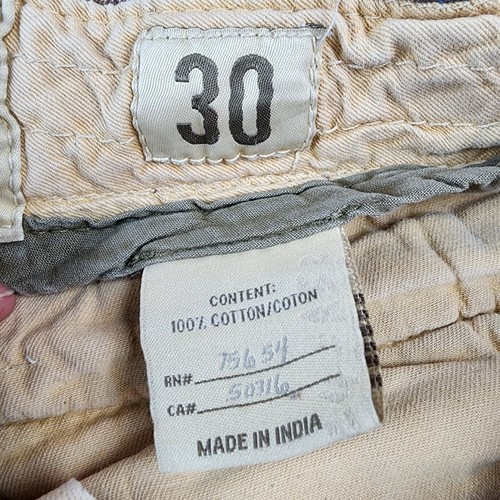 30
CONTENT:
100% COTTON/COTON
RN# 75654
CA# 50316
MADE IN INDIA